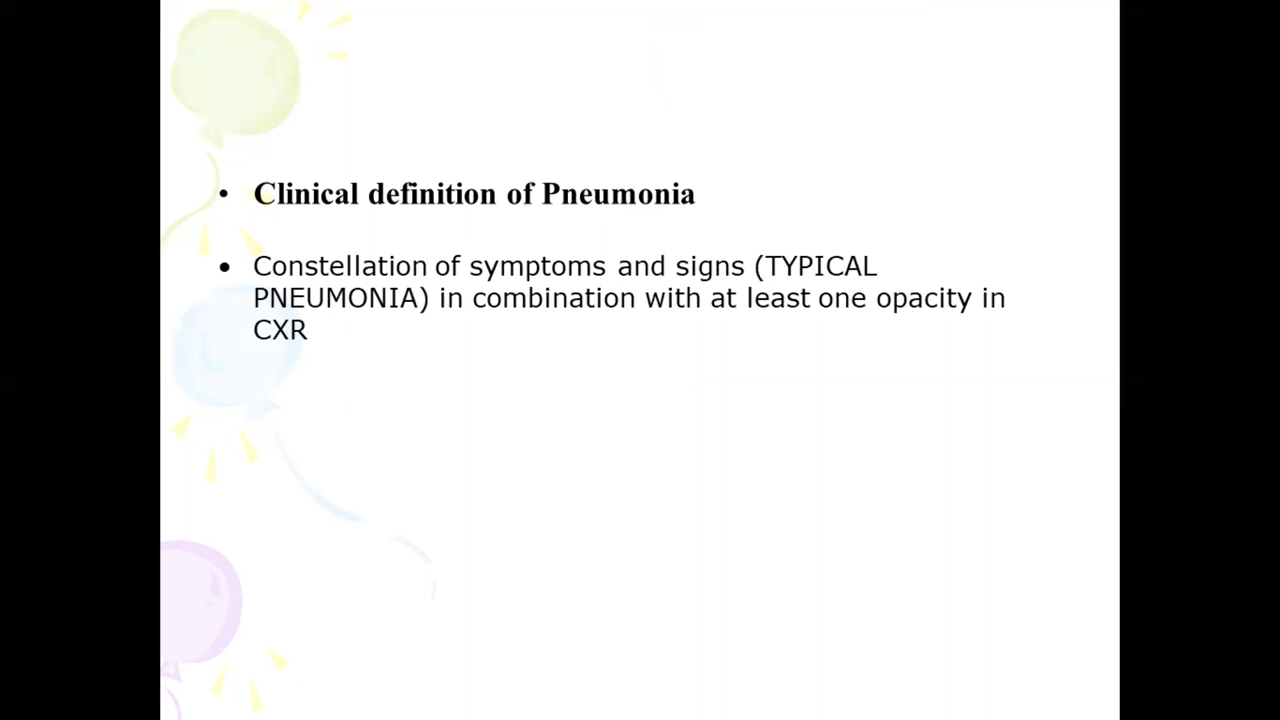 • Clinical definition of Pneumonia
• Constellation of symptoms and signs (TYPICAL
PNEUMONIA) in combination with at least one opacity in
CXR